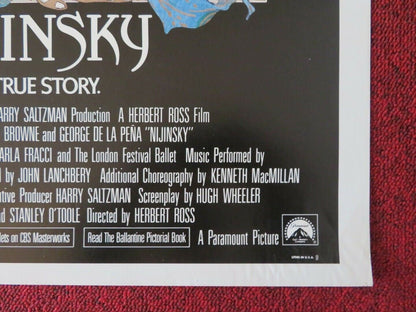 JINSKY
TRUE STORY.
HARRY SALTZMAN Production A HERBERT ROSS Film
BROWNE and GEORGE DE LA PEÑA "NIJINSKY"
CARLA FRACCI and The London Festival Ballet Music Performed by
by JOHN LANCHBERY Additional Choreography by KENNETH MacMILLAN
Executive Producer HARRY SALTZMAN Screenplay by HUGH WHEELER
and STANLEY O'TOOLE Directed by HERBERT ROSS
on CBS Masterworks Read The Ballantine Pictorial Book A Paramount Picture